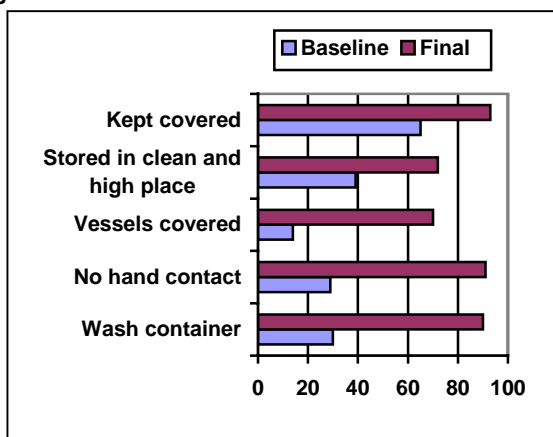 Baseline Final
Kept covered
Stored in clean and
high place
Vessels covered
No hand contact
Wash container
0 20 40 60 80 100